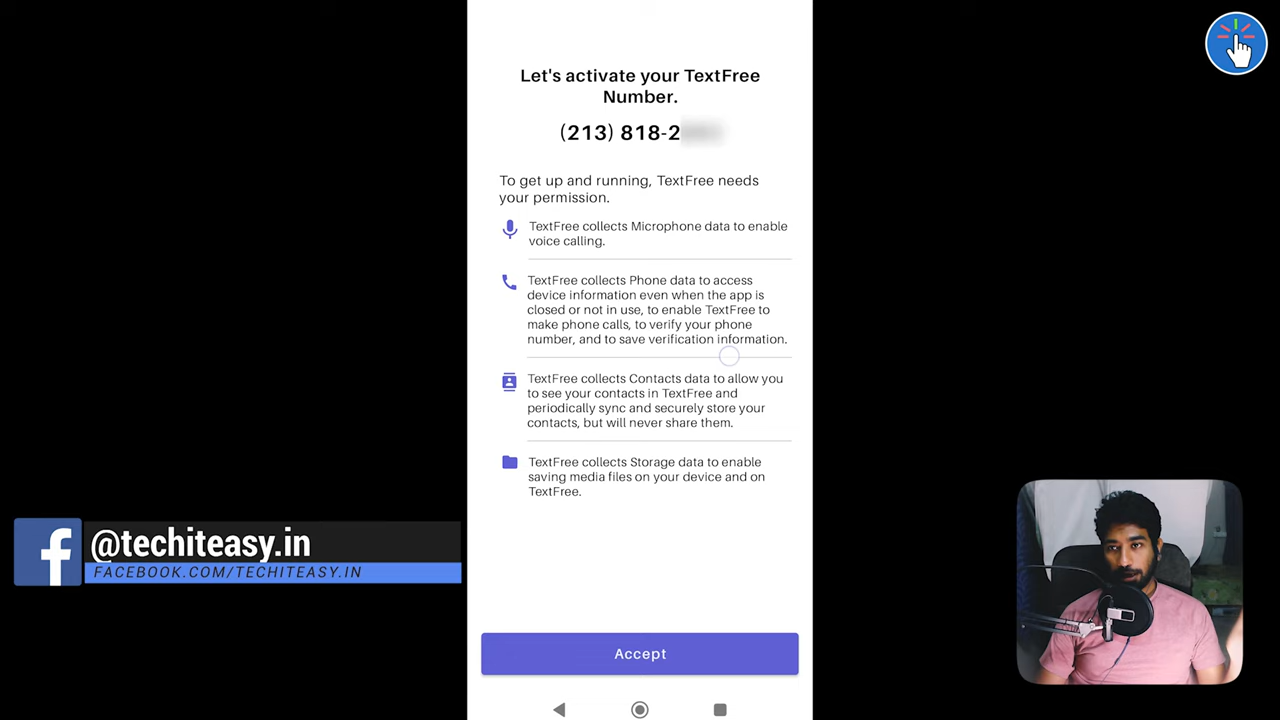 Let's activate your TextFree
Number.
(213) 818-2
To get up and running, TextFree needs
your permission.
TextFree collects Microphone data to enable
voice calling.
TextFree collects Phone data to access
device information even when the app is
closed or not in use, to enable TextFree to
make phone calls, to verify your phone
number, and to save verification information.
TextFree collects Contacts data to allow you
to see your contacts in TextFree and
periodically sync and securely store your
contacts, but will never share them.
TextFree collects Storage data to enable
saving media files on your device and on
TextFree.
f @techiteasy.in
FACEBOOK.COM/TECHITEASY.IN
Accept